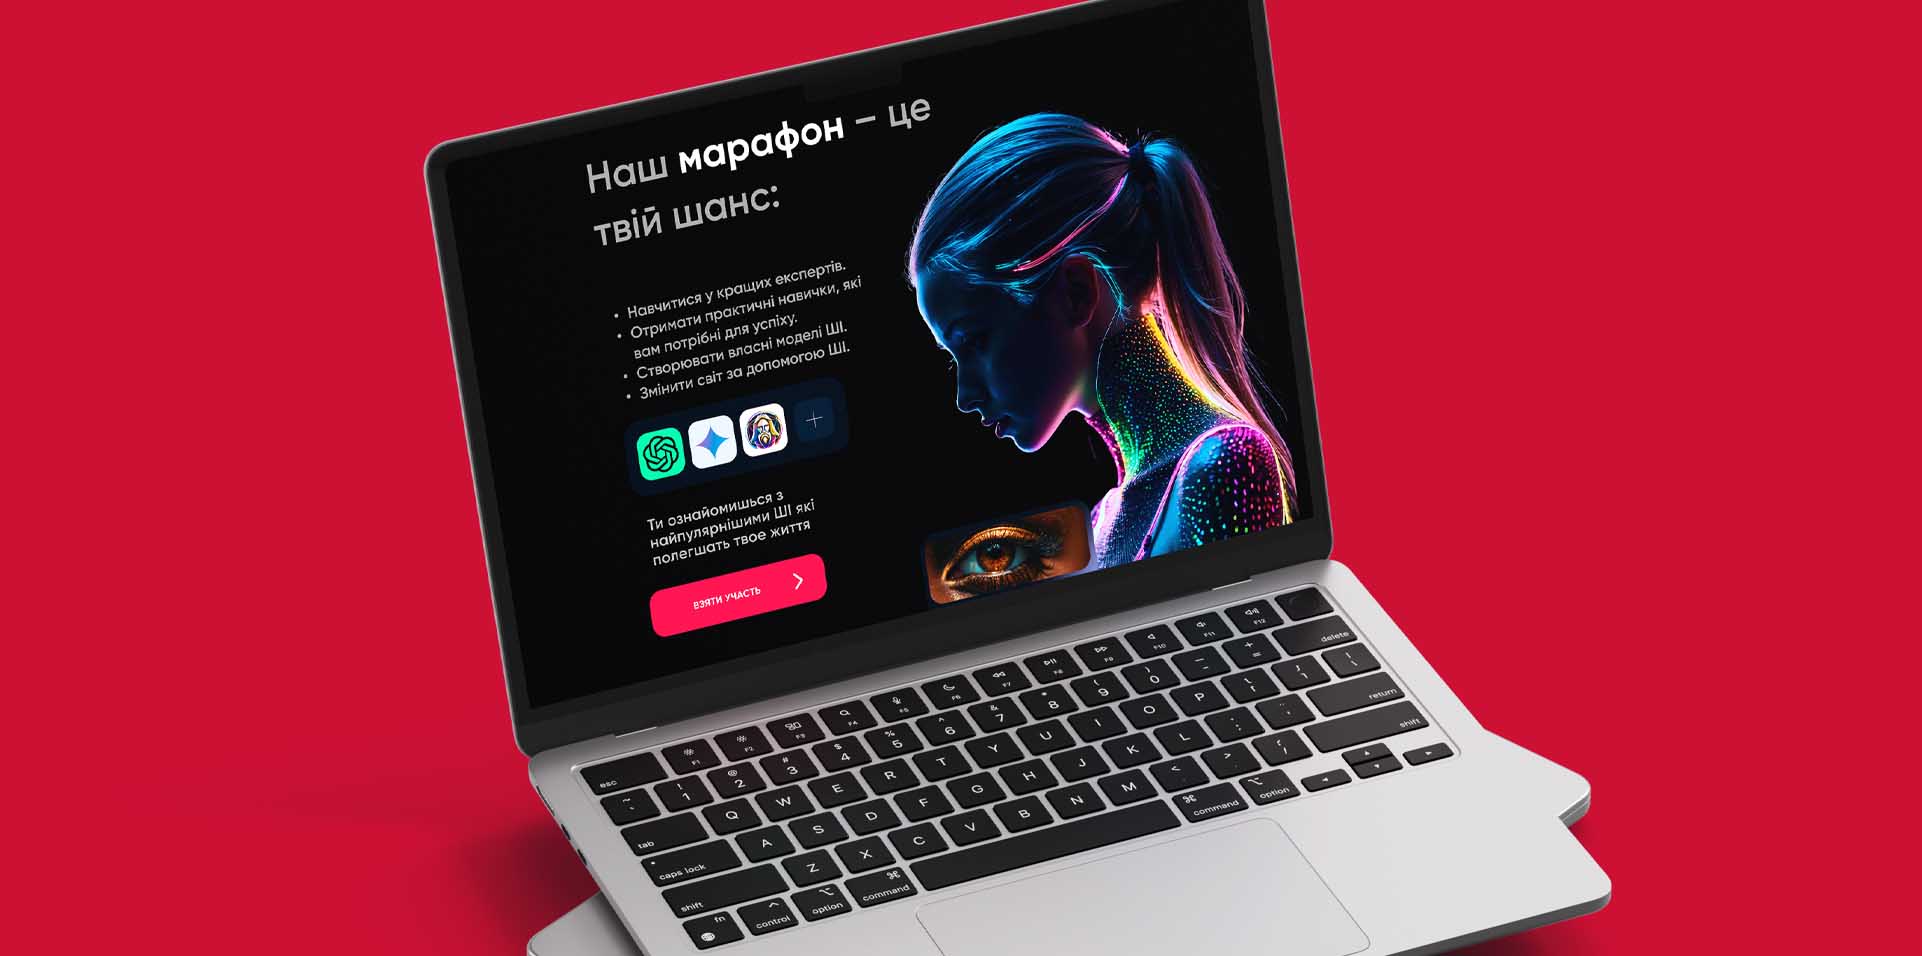 Наш марафон – це
твій шанс:
• Навчитися у кращих експертів.
• Отримати практичні навички, які
вам потрібні для успіху.
• Створювати власні моделі ШІ.
• Змінити світ за допомогою ШІ.
Ти ознайомишься з
найпулярнішими ШІ які
полегшать твое життя
ВЗЯТИ УЧАСТЬ
esc F1 F2 F3 F4 F5 F6 F7 F8 F9 F10 F11 F12
~ ` ! 1 @ 2 # 3 $ 4 % 5 ^ 6 & 7 * 8 ( 9 ) 0 – - + = delete
tab Q W E R T Y U I O P { [ } ] | \
caps lock A S D F G H J K L : ; " ' return
shift Z X C V B N M < , > . ? / shift
fn control option command command option